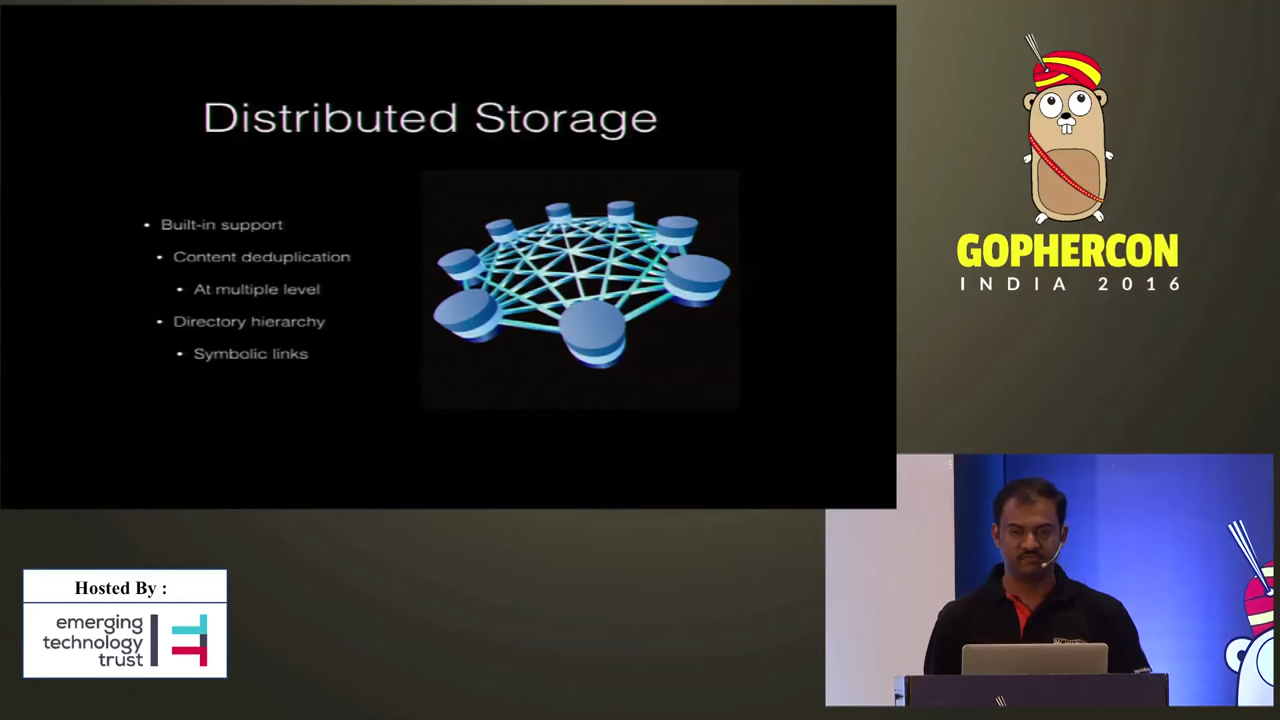 Distributed Storage
• Built-in support
• Content deduplication
• At multiple level
• Directory hierarchy
• Symbolic links
GOPHERCON
INDIA 2016
Hosted By :
emerging
technology
trust